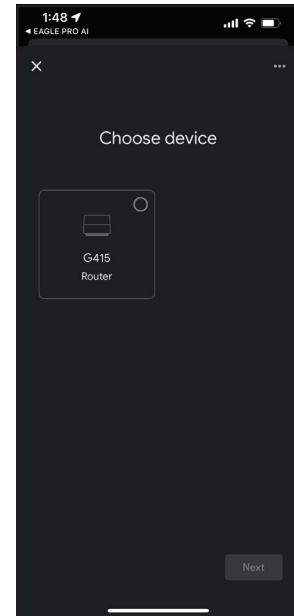 1:48
◄ EAGLE PRO AI
Choose device
G415
Router
Next